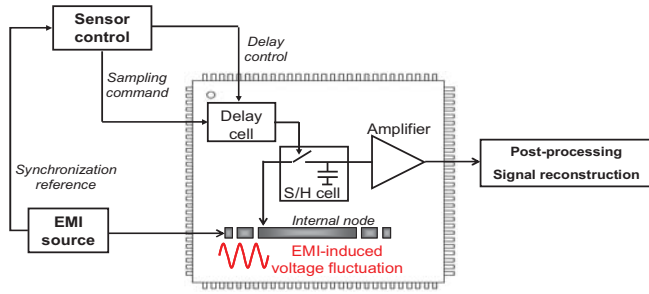 Sensor
control
Delay
control
Sampling
command
Delay
cell
Amplifier
S/H cell
Post-processing
Signal reconstruction
Synchronization
reference
EMI
source
Internal node
EMI-induced
voltage fluctuation